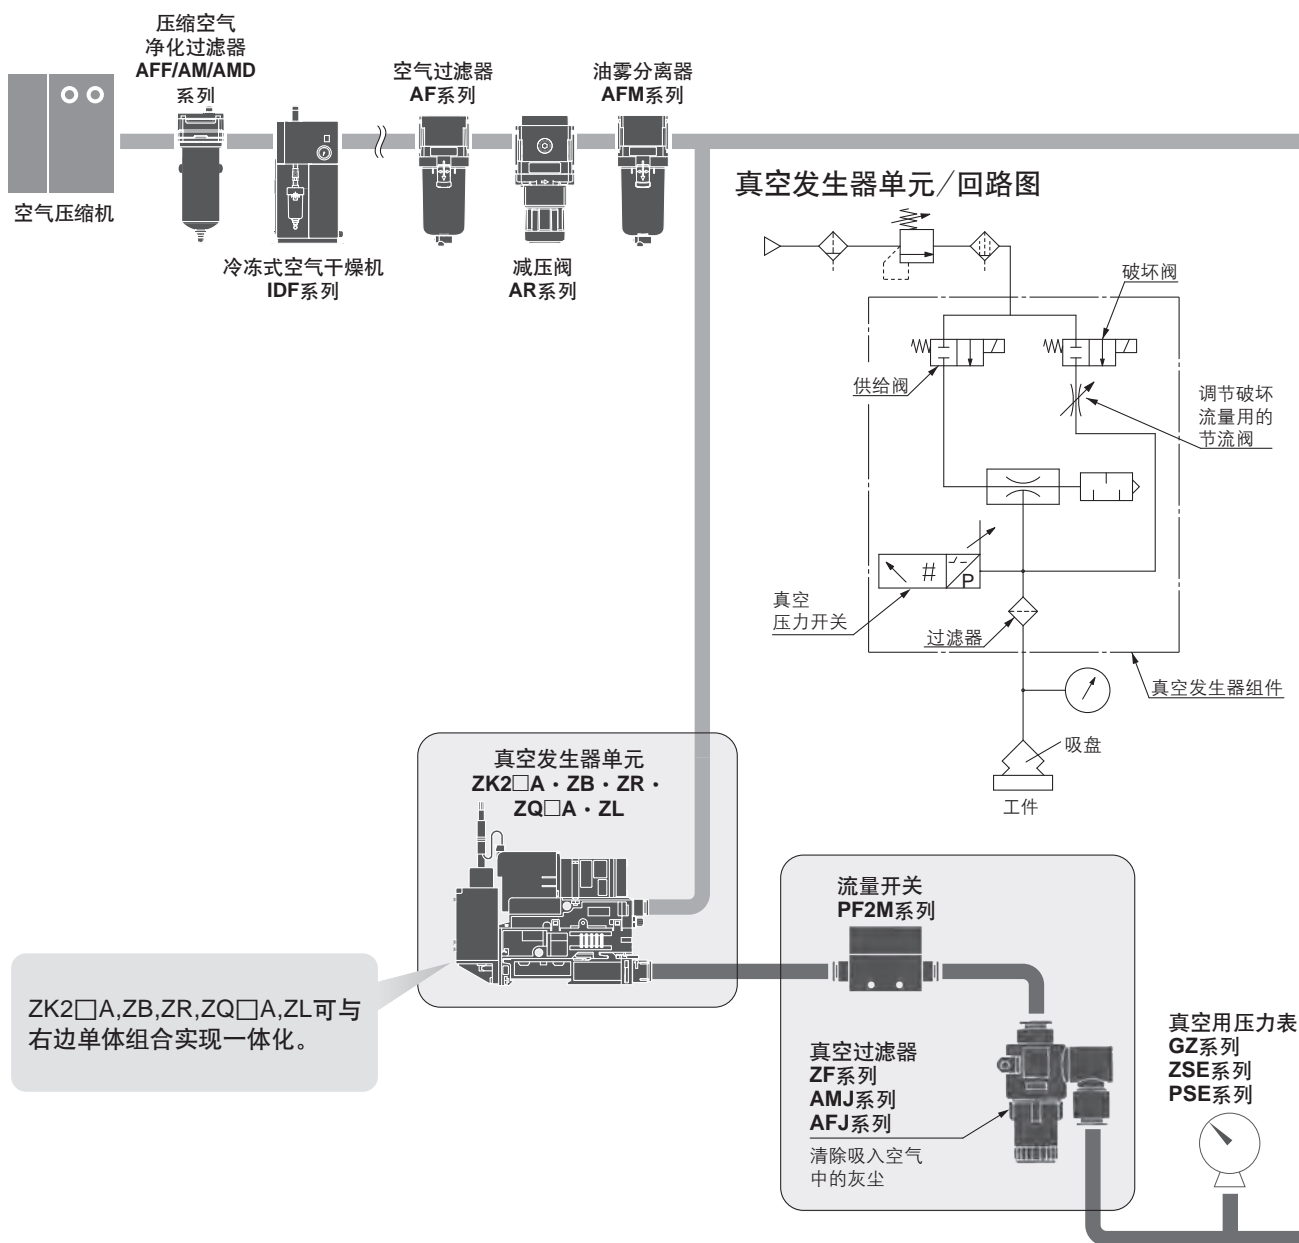 压缩空气
净化过滤器
AFF/AM/AMD
系列
空气过滤器
AF系列
油雾分离器
AFM系列
空气压缩机
冷冻式空气干燥机
IDF系列
减压阀
AR系列
真空发生器单元/回路图
破坏阀
供给阀
调节破坏
流量用的
节流阀
#
P
真空
压力开关
过滤器
真空发生器组件
吸盘
工件
真空发生器单元
ZK2□A・ZB・ZR・
ZQ□A・ZL
ZK2□A,ZB,ZR,ZQ□A,ZL可与
右边单体组合实现一体化。
流量开关
PF2M系列
真空过滤器
ZF系列
AMJ系列
AFJ系列
清除吸入空气
中的灰尘
真空用压力表
GZ系列
ZSE系列
PSE系列